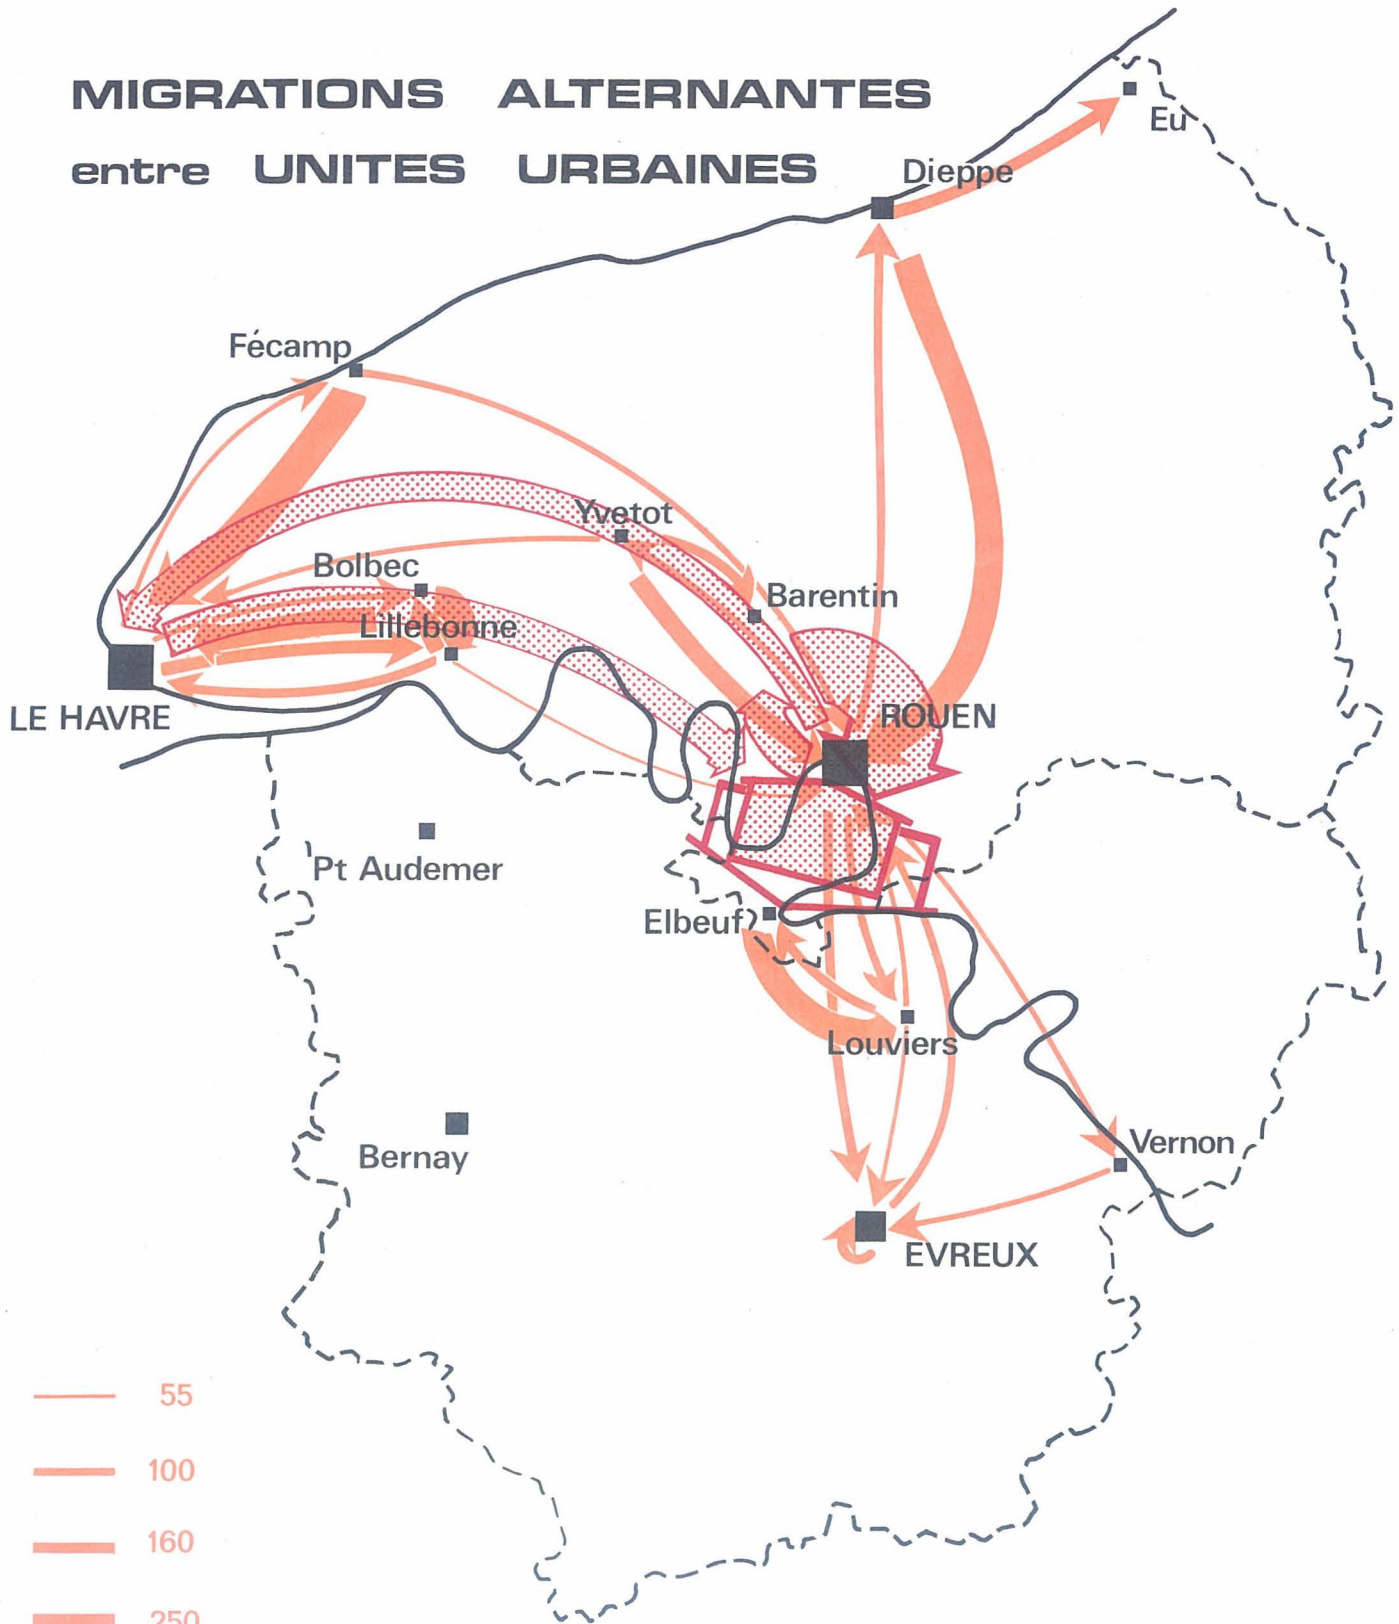 MIGRATIONS ALTERNANTES
entre UNITES URBAINES
Eu
Dieppe
Fécamp
Yvetot
Bolbec
Barentin
Lillebonne
LE HAVRE
ROUEN
Pt Audemer
Elbeuf
Louviers
Bernay
Vernon
EVREUX
55
100
160
250